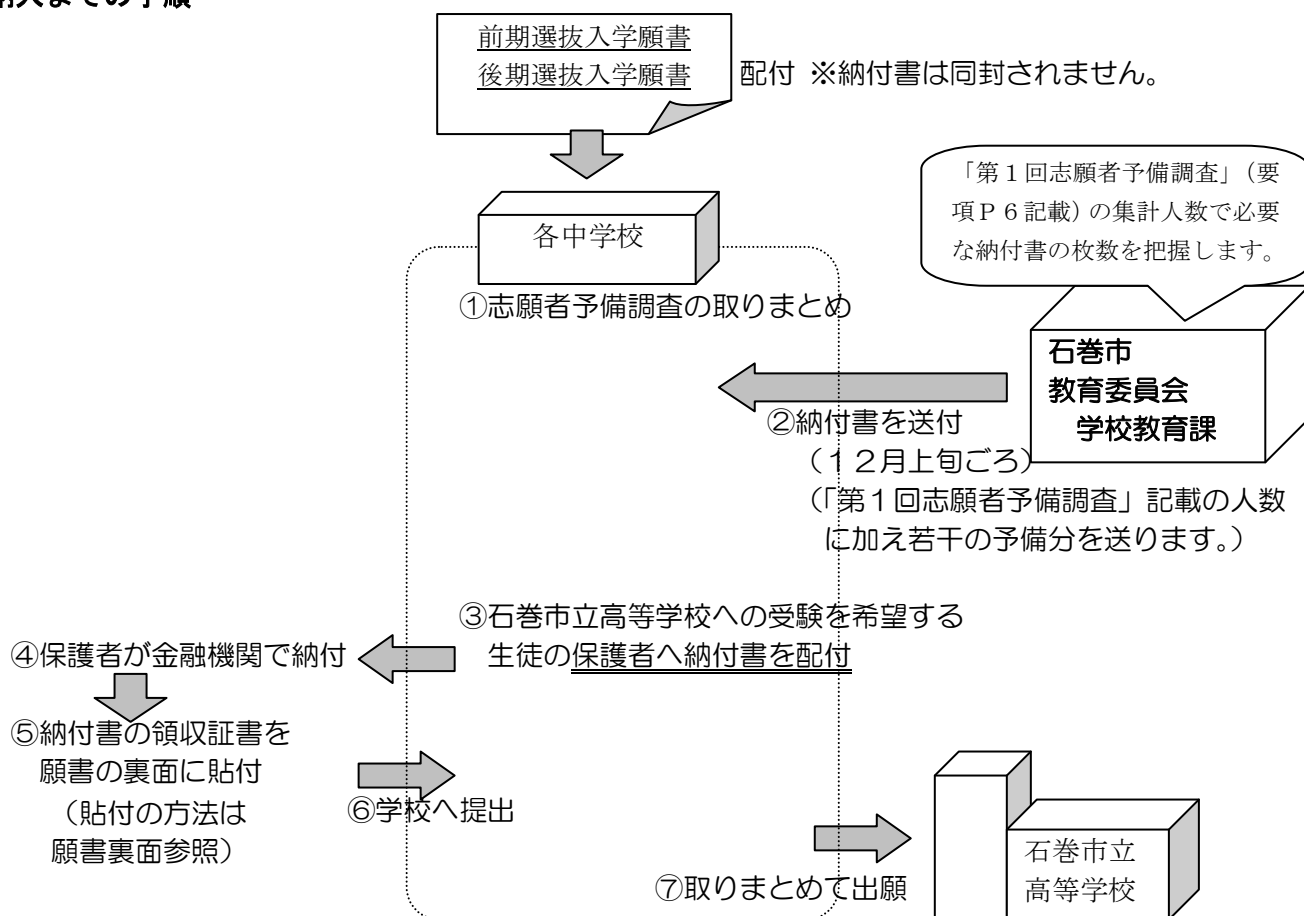 までの手順
前期選抜入学願書
後期選抜入学願書
配付 ※納付書は同封されません。
「第１回志願者予備調査」（要
項Ｐ６記載）の集計人数で必要
な納付書の枚数を把握します。
各中学校
①志願者予備調査の取りまとめ
石巻市
教育委員会
学校教育課
②納付書を送付
（１２月上旬ごろ）
（「第１回志願者予備調査」記載の人数
に加え若干の予備分を送ります。）
③石巻市立高等学校への受験を希望する
生徒の保護者へ納付書を配付
④保護者が金融機関で納付
⑤納付書の領収証書を
願書の裏面に貼付
（貼付の方法は
願書裏面参照）
⑥学校へ提出
⑦取りまとめて出願
石巻市立
高等学校